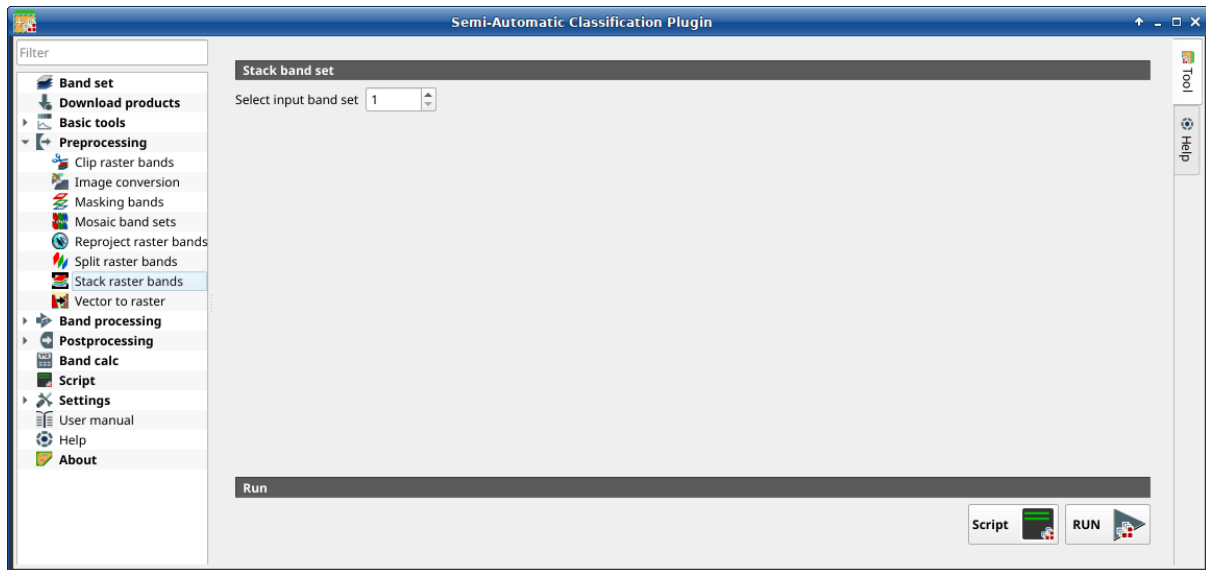 Semi-Automatic Classification Plugin
Filter
Band set
Download products
Basic tools
Preprocessing
Clip raster bands
Image conversion
Masking bands
Mosaic band sets
Reproject raster bands
Split raster bands
Stack raster bands
Vector to raster
Band processing
Postprocessing
Band calc
Script
Settings
User manual
Help
About
Stack band set
Select input band set 1
Run
Script RUN
Tool
Help